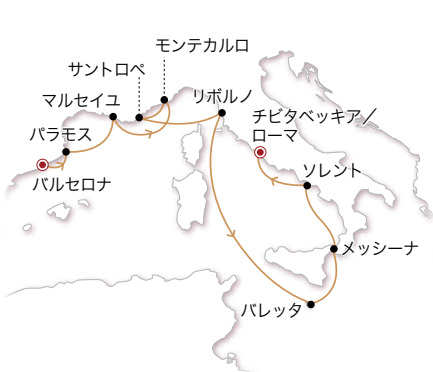 モンテカルロ
サントロペ
マルセイユ
リボルノ
チビタベッキア／
ローマ
パラモス
バルセロナ
ソレント
メッシーナ
バレッタ